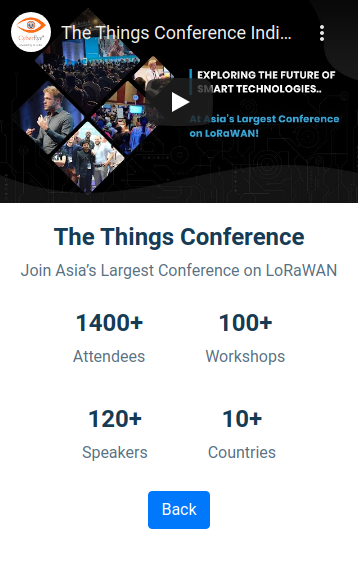 CyberEye
The Things Conference Indi...
EXPLORING THE FUTURE OF
SMART TECHNOLOGIES..
At Asia's Largest Conference
on LoRaWAN!
The Things Conference
Join Asia’s Largest Conference on LoRaWAN
1400+ 100+
Attendees Workshops
120+ 10+
Speakers Countries
Back